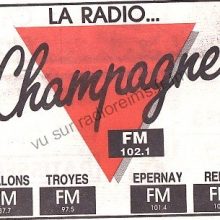 LA RADIO...
Champagne
FM
102.1
vu sur radioreims
LLONS TROYES EPERNAY RE
FM FM FM FM
97.5 101.4